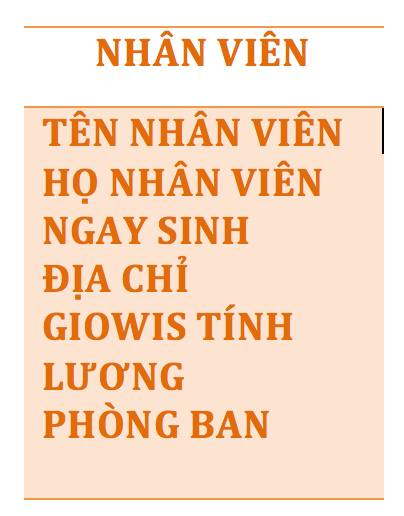 NHÂN VIÊN
TÊN NHÂN VIÊN
HỌ NHÂN VIÊN
NGAY SINH
ĐỊA CHỈ
GIOWIS TÍNH
LƯƠNG
PHÒNG BAN